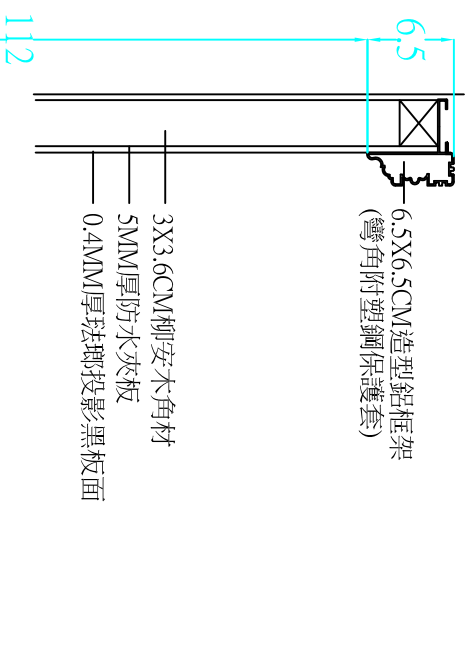 6.5
112
6.5X6.5CM造型鋁框架
(彎角附塑鋼保護套)
3X3.6CM柳安木角材
5MM厚防水夾板
0.4MM厚琺瑯投影黑板面